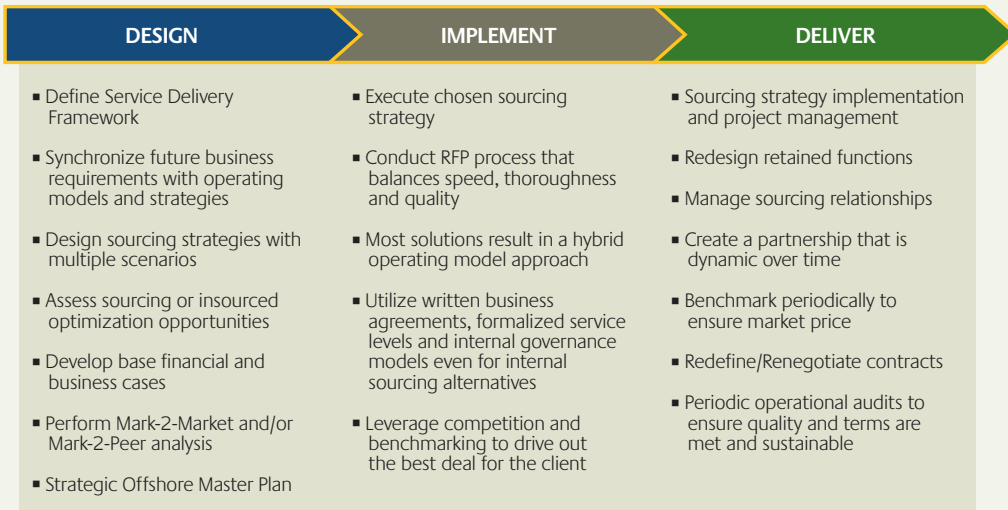 DESIGN
IMPLEMENT
DELIVER
▪ Define Service Delivery
Framework
▪ Synchronize future business
requirements with operating
models and strategies
▪ Design sourcing strategies with
multiple scenarios
▪ Assess sourcing or insourced
optimization opportunities
▪ Develop base financial and
business cases
▪ Perform Mark-2-Market and/or
Mark-2-Peer analysis
▪ Strategic Offshore Master Plan
▪ Execute chosen sourcing
strategy
▪ Conduct RFP process that
balances speed, thoroughness
and quality
▪ Most solutions result in a hybrid
operating model approach
▪ Utilize written business
agreements, formalized service
levels and internal governance
models even for internal
sourcing alternatives
▪ Leverage competition and
benchmarking to drive out
the best deal for the client
▪ Sourcing strategy implementation
and project management
▪ Redesign retained functions
▪ Manage sourcing relationships
▪ Create a partnership that is
dynamic over time
▪ Benchmark periodically to
ensure market price
▪ Redefine/Renegotiate contracts
▪ Periodic operational audits to
ensure quality and terms are
met and sustainable